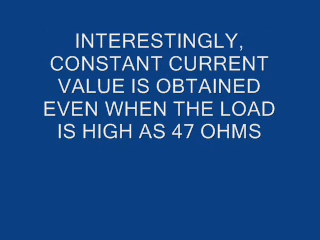 INTERESTINGLY,
CONSTANT CURRENT
VALUE IS OBTAINED
EVEN WHEN THE LOAD
IS HIGH AS 47 OHMS